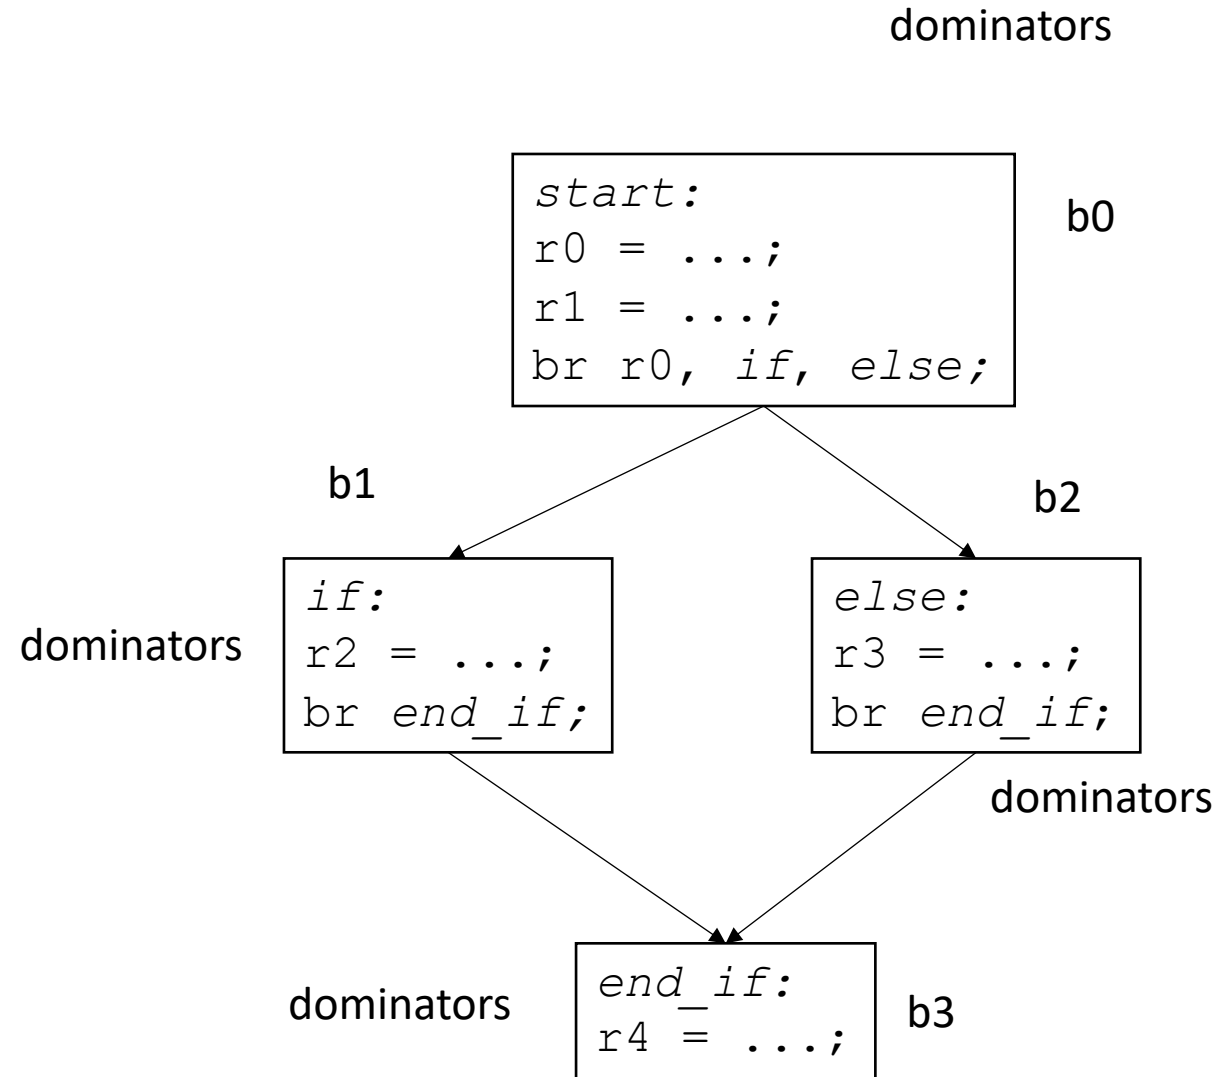 dominators
start:
r0 = ...;
r1 = ...;
br r0, if, else;
b0
b1
b2
dominators
if:
r2 = ...;
br end_if;
else:
r3 = ...;
br end_if;
dominators
dominators
end_if:
r4 = ...;
b3